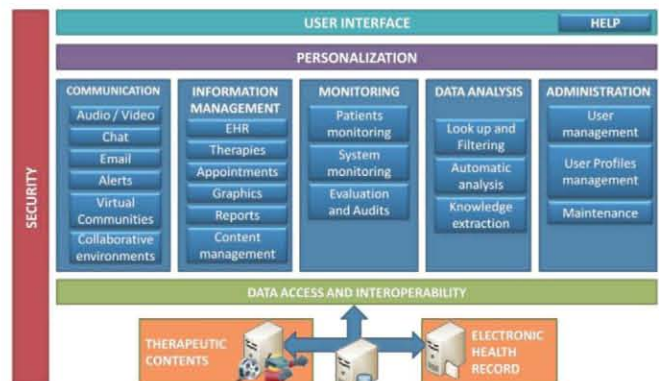 USER INTERFACE
HELP
PERSONALIZATION
SECURITY
COMMUNICATION
Audio / Video
Chat
Email
Alerts
Virtual
Communities
Collaborative
environments
INFORMATION
MANAGEMENT
EHR
Therapies
Appointments
Graphics
Reports
Content
management
MONITORING
Patients
monitoring
System
monitoring
Evaluation
and Audits
DATA ANALYSIS
Look up and
Filtering
Automatic
analysis
Knowledge
extraction
ADMINISTRATION
User
management
User Profiles
management
Maintenance
DATA ACCESS AND INTEROPERABILITY
THERAPEUTIC
CONTENTS
ELECTRONIC
HEALTH
RECORD